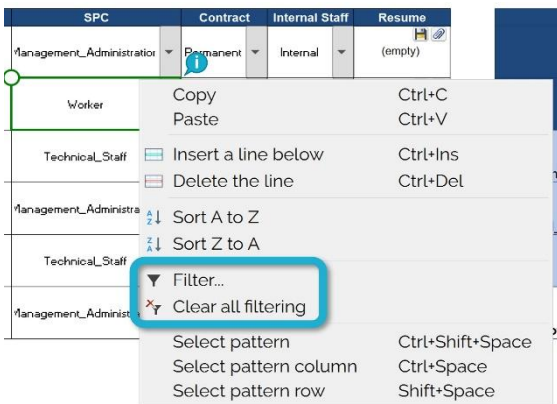 SPC Contract Internal Staff Resume
Management_Administration Permanent Internal (empty)
Worker
Copy Ctrl+C
Paste Ctrl+V
Technical_Staff
Insert a line below Ctrl+Ins
Delete the line Ctrl+Del
Management_Administra
Sort A to Z
Sort Z to A
Technical_Staff
Filter...
Clear all filtering
Management_Administ
Select pattern Ctrl+Shift+Space
Select pattern column Ctrl+Space
Select pattern row Shift+Space